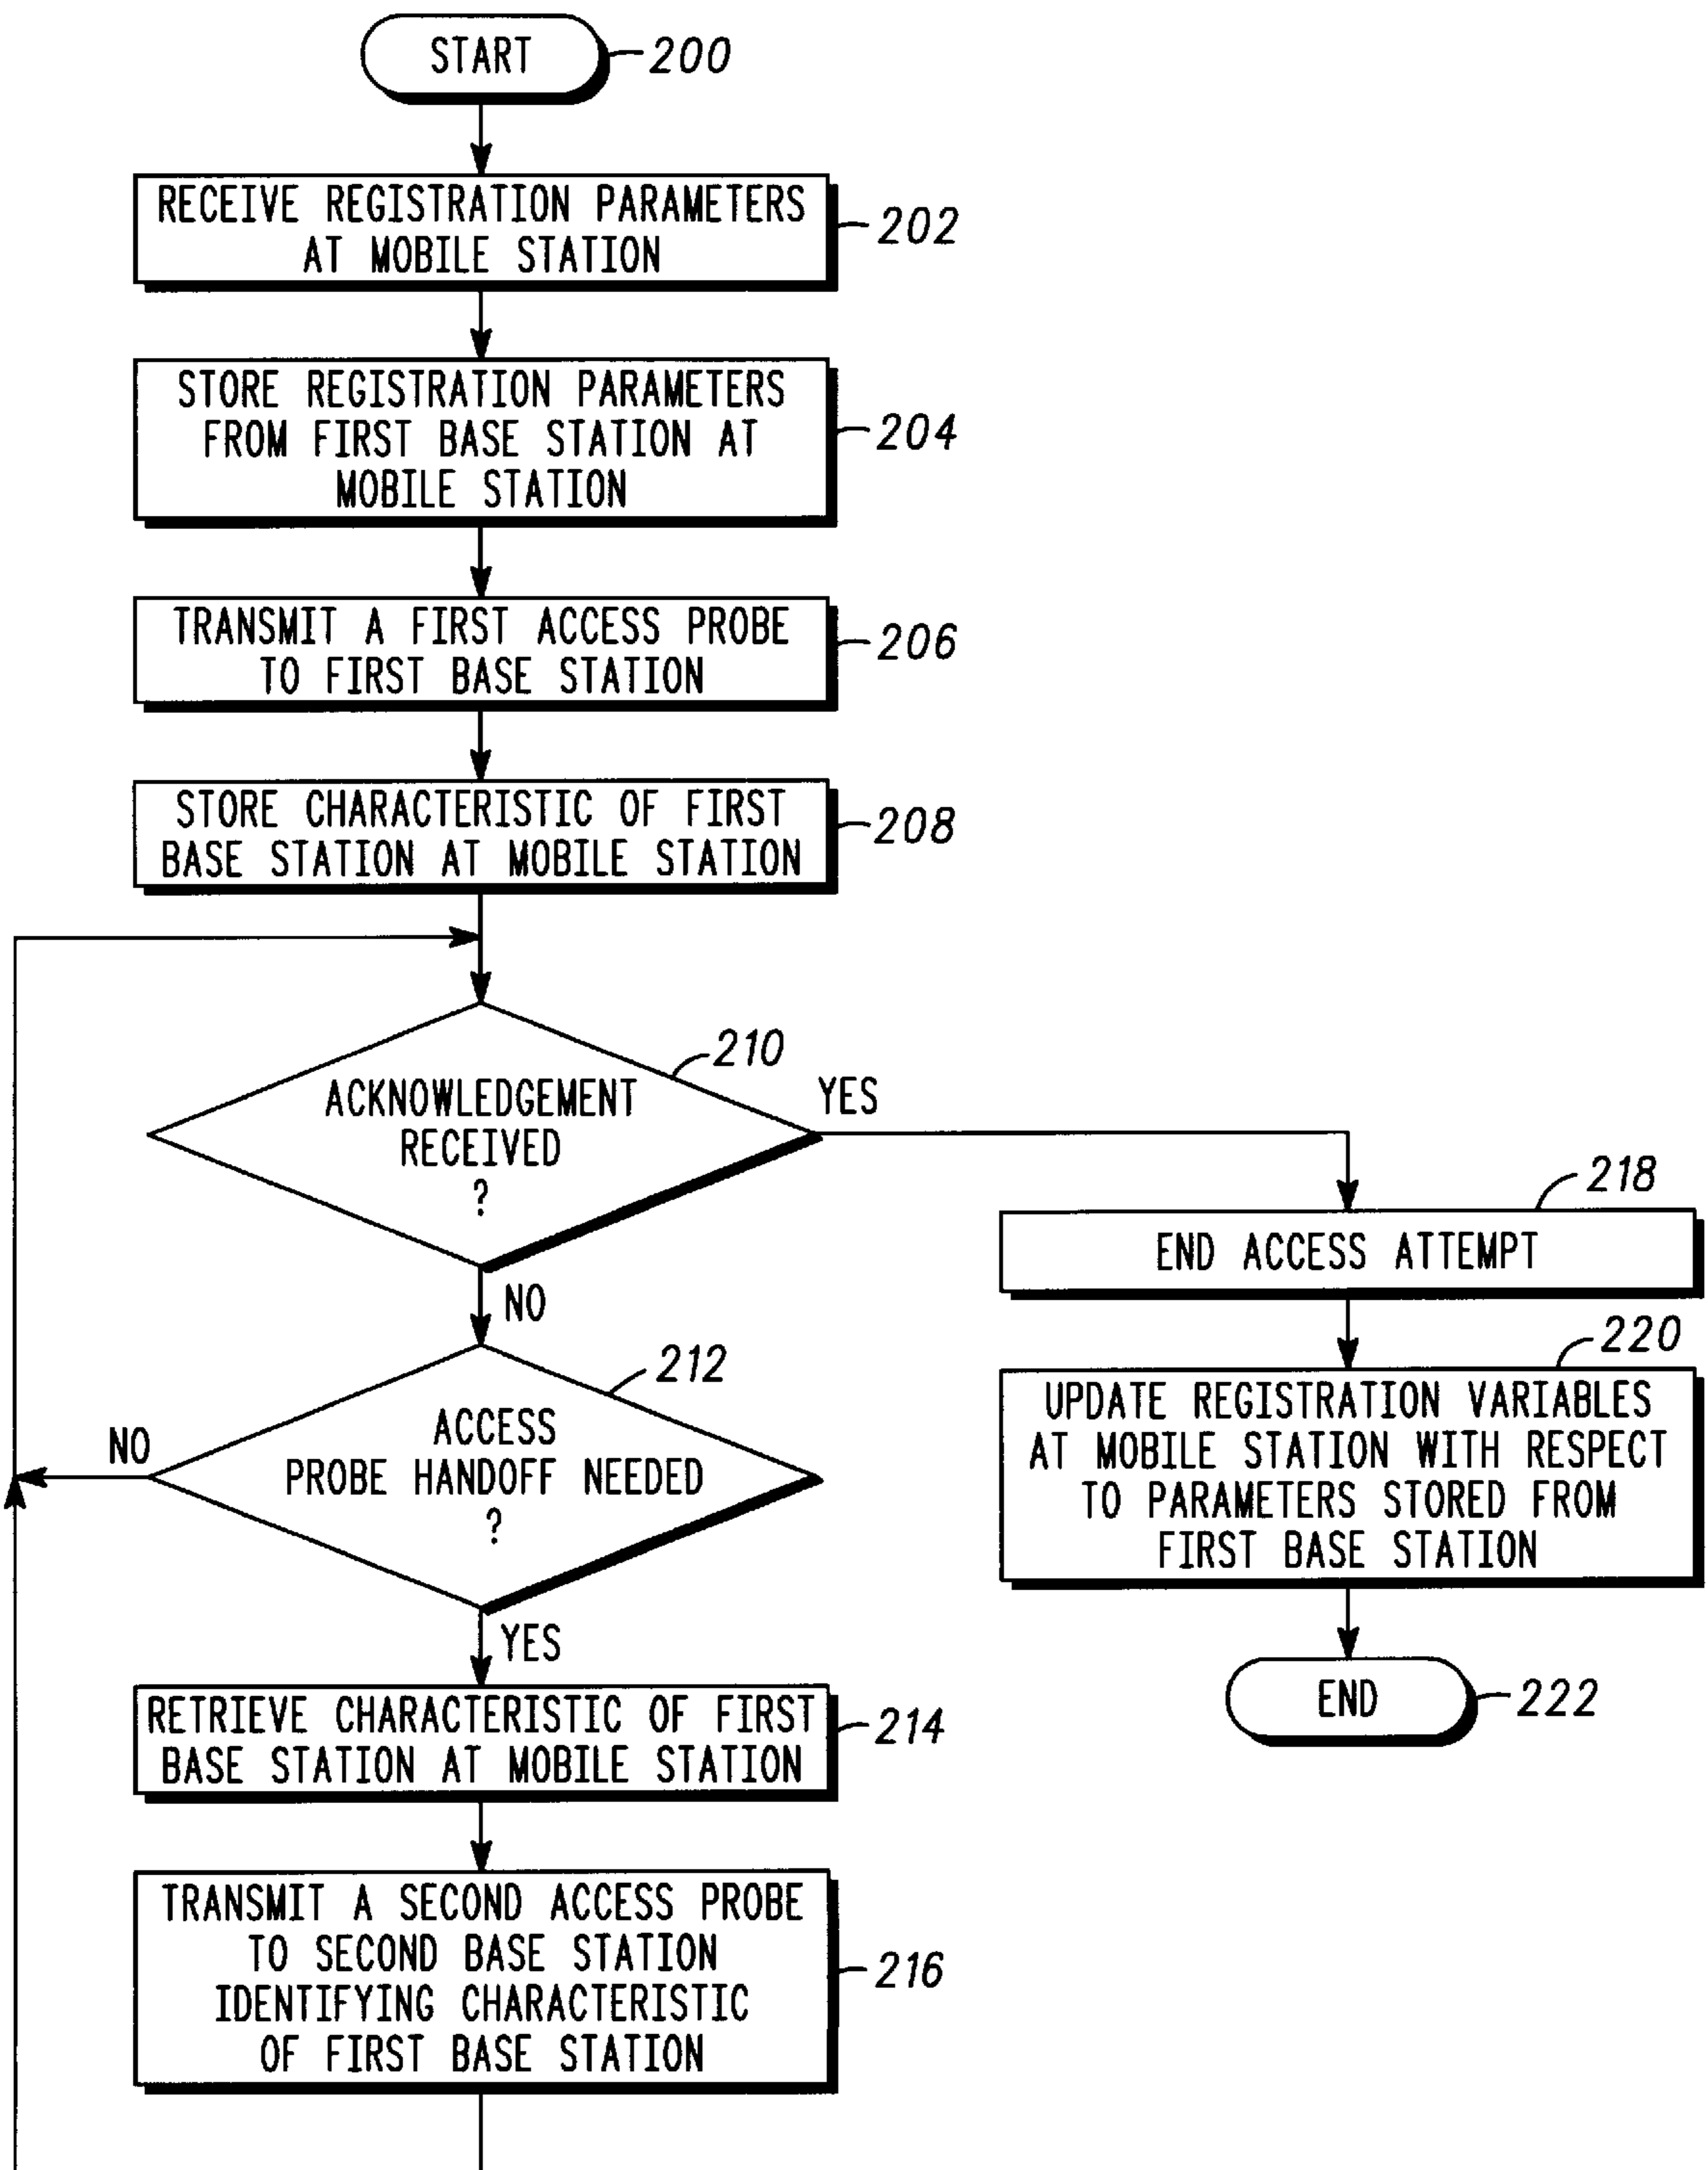 START
200
RECEIVE REGISTRATION PARAMETERS
AT MOBILE STATION
202
STORE REGISTRATION PARAMETERS
FROM FIRST BASE STATION AT
MOBILE STATION
204
TRANSMIT A FIRST ACCESS PROBE
TO FIRST BASE STATION
206
STORE CHARACTERISTIC OF FIRST
BASE STATION AT MOBILE STATION
208
ACKNOWLEDGEMENT
RECEIVED
?
210
YES
NO
ACCESS
PROBE HANDOFF NEEDED
?
212
NO
YES
RETRIEVE CHARACTERISTIC OF FIRST
BASE STATION AT MOBILE STATION
214
TRANSMIT A SECOND ACCESS PROBE
TO SECOND BASE STATION
IDENTIFYING CHARACTERISTIC
OF FIRST BASE STATION
216
END ACCESS ATTEMPT
218
UPDATE REGISTRATION VARIABLES
AT MOBILE STATION WITH RESPECT
TO PARAMETERS STORED FROM
FIRST BASE STATION
220
END
222